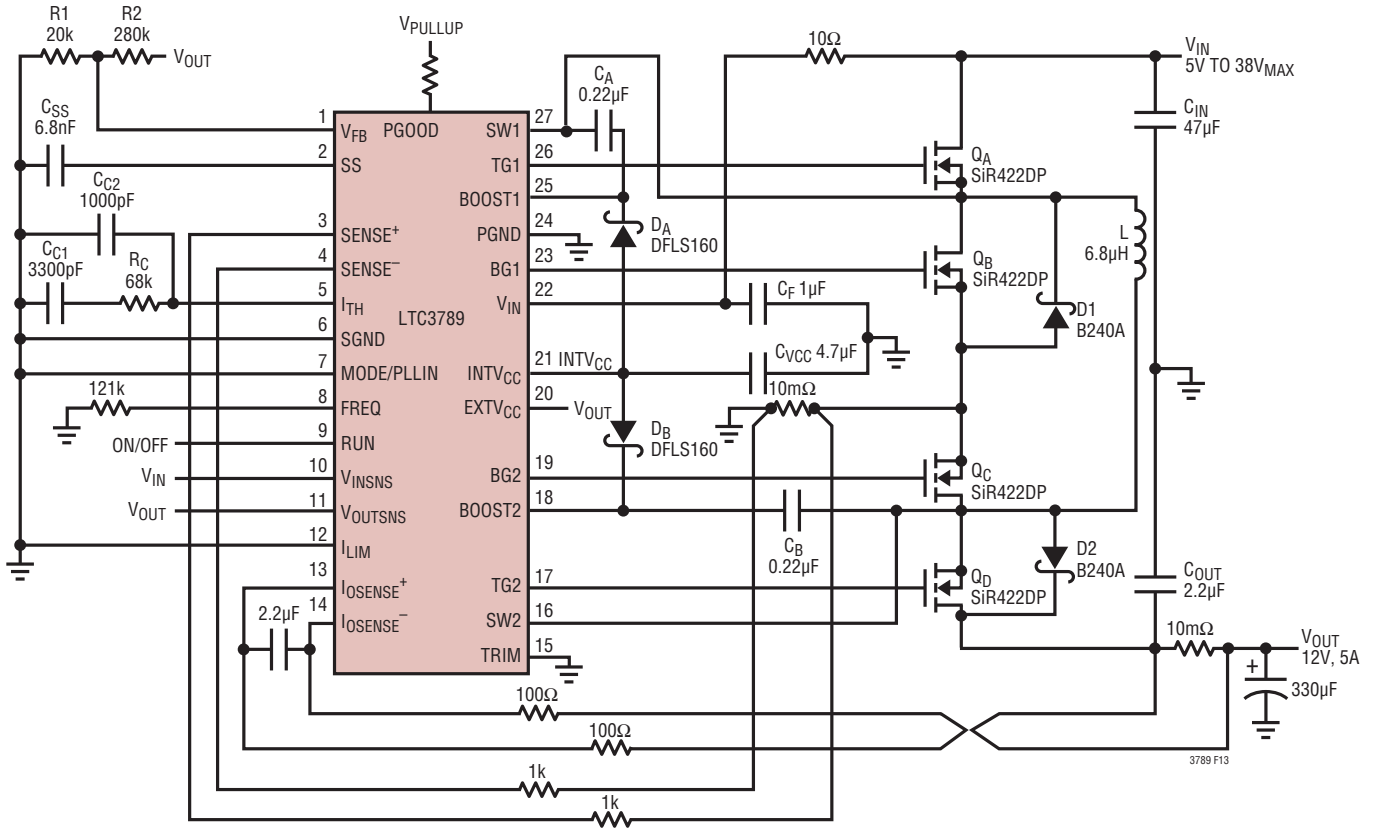 R1
20k
R2
280k
VOUT
VPULLUP
10Ω
VIN
5V TO 38VMAX
CSS
6.8nF
CC2
1000pF
CC1
3300pF
RC
68k
121k
ON/OFF
VIN
VOUT
2.2µF
1
2
3
4
5
6
7
8
9
10
11
12
13
14
VFB
SS
SENSE+
SENSE–
ITH
SGND
MODE/PLLIN
FREQ
RUN
VINSNS
VOUTSNS
ILIM
IOSENSE+
IOSENSE–
PGOOD
LTC3789
SW1
TG1
BOOST1
PGND
BG1
VIN
INTVCC
EXTVCC
BG2
BOOST2
TG2
SW2
TRIM
27
26
25
24
23
22
21 INTVCC
20
19
18
17
16
15
CA
0.22µF
DA
DFLS160
CF 1µF
CVCC 4.7µF
10mΩ
VOUT
DB
DFLS160
CB
0.22µF
QA
SiR422DP
QB
SiR422DP
QC
SiR422DP
QD
SiR422DP
D1
B240A
D2
B240A
L
6.8µH
CIN
47µF
COUT
2.2µF
10mΩ
VOUT
12V, 5A
+
330µF
100Ω
100Ω
1k
1k
3789 F13